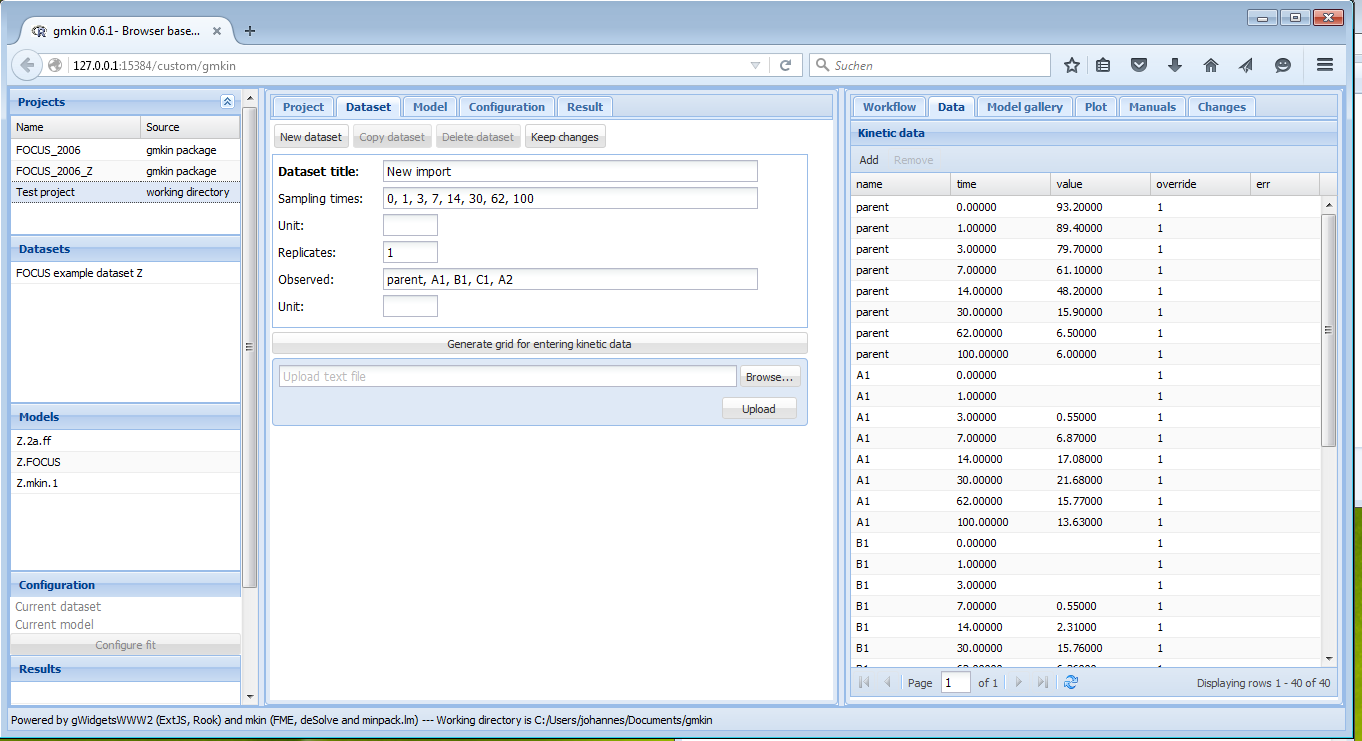 gmkin 0.6.1- Browser base...
127.0.0.1:15384/custom/gmkin
Suchen
Projects
Name Source
FOCUS_2006 gmkin package
FOCUS_2006_Z gmkin package
Test project working directory
Datasets
FOCUS example dataset Z
Models
Z.2a.ff
Z.FOCUS
Z.mkin.1
Configuration
Current dataset
Current model
Configure fit
Results
Project Dataset Model Configuration Result
New dataset Copy dataset Delete dataset Keep changes
Dataset title: New import
Sampling times: 0, 1, 3, 7, 14, 30, 62, 100
Unit:
Replicates: 1
Observed: parent, A1, B1, C1, A2
Unit:
Generate grid for entering kinetic data
Upload text file Browse...
Upload
Workflow Data Model gallery Plot Manuals Changes
Kinetic data
Add Remove
name time value override err
parent 0.00000 93.20000 1
parent 1.00000 89.40000 1
parent 3.00000 79.70000 1
parent 7.00000 61.10000 1
parent 14.00000 48.20000 1
parent 30.00000 15.90000 1
parent 62.00000 6.50000 1
parent 100.00000 6.00000 1
A1 0.00000 1
A1 1.00000 1
A1 3.00000 0.55000 1
A1 7.00000 6.87000 1
A1 14.00000 17.08000 1
A1 30.00000 21.68000 1
A1 62.00000 15.77000 1
A1 100.00000 13.63000 1
B1 0.00000 1
B1 1.00000 1
B1 3.00000 1
B1 7.00000 0.55000 1
B1 14.00000 2.31000 1
B1 30.00000 15.76000 1
Page 1 of 1 Displaying rows 1 - 40 of 40
Powered by gWidgetsWWW2 (ExtJS, Rook) and mkin (FME, deSolve and minpack.lm) --- Working directory is C:/Users/johannes/Documents/gmkin